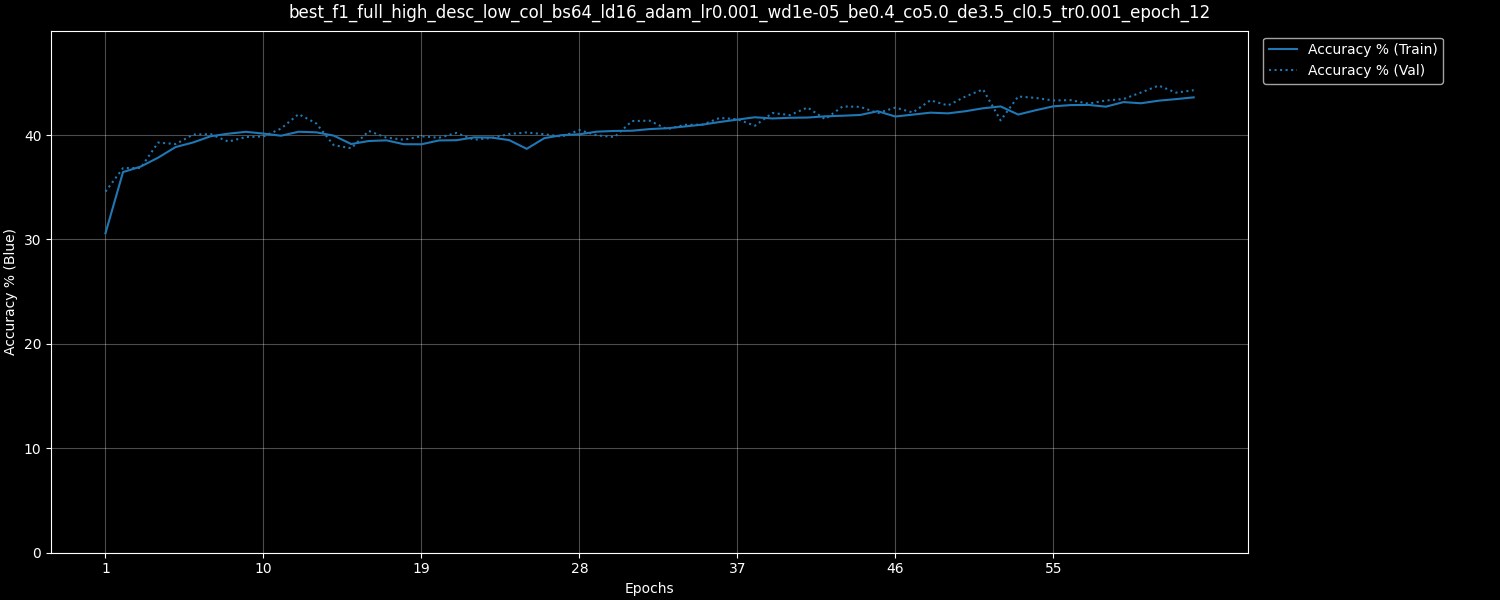 best_f1_full_high_desc_low_col_bs64_ld16_adam_lr0.001_wd1e-05_be0.4_co5.0_de3.5_cl0.5_tr0.001_epoch_12
Accuracy % (Train)
Accuracy % (Val)
Accuracy % (Blue)
40
30
20
10
0
1 10 19 28 37 46 55
Epochs